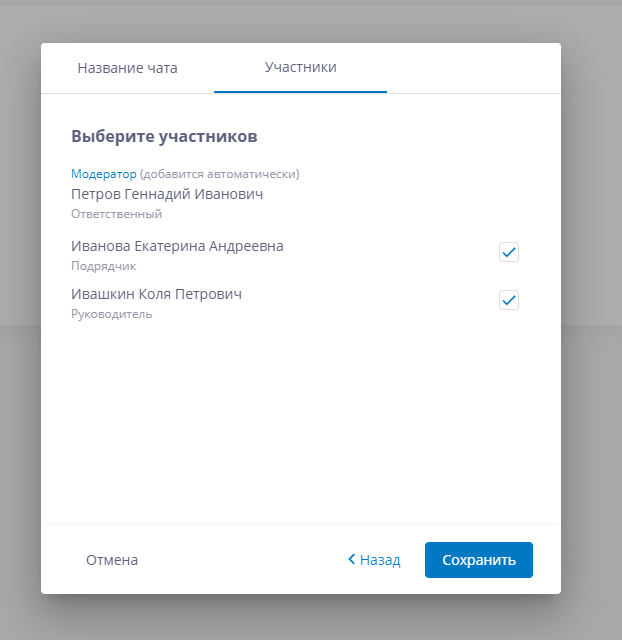 Название чата
Участники
Выберите участников
Модератор (добавится автоматически)
Петров Геннадий Иванович
Ответственный
Иванова Екатерина Андреевна
Подрядчик
Ивашкин Коля Петрович
Руководитель
Отмена
Назад
Сохранить